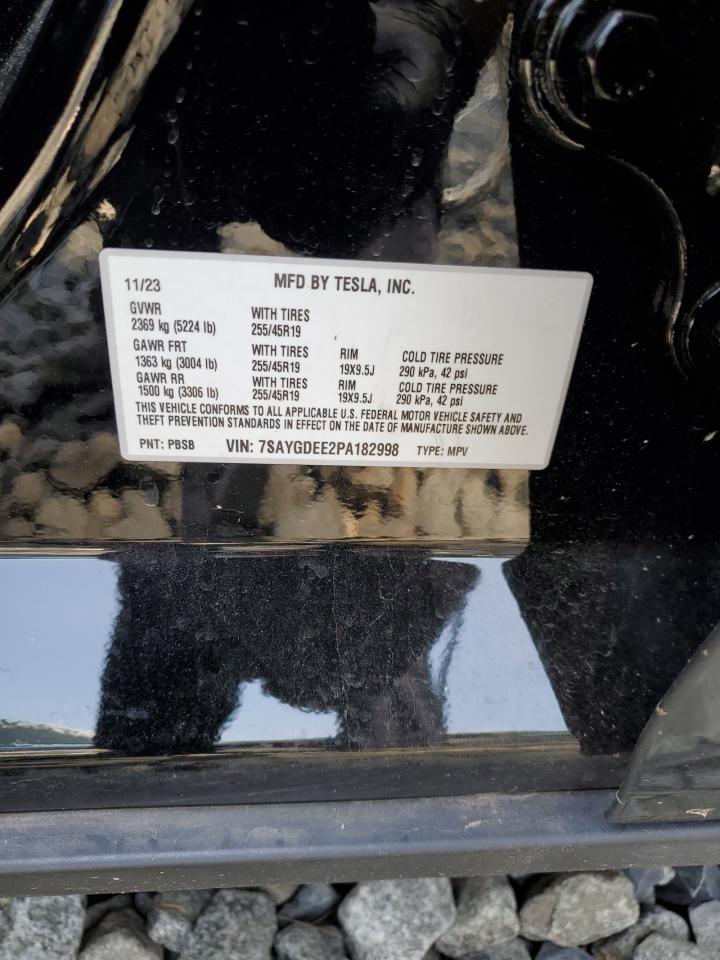 11/23 MFD BY TESLA, INC.
GVWR WITH TIRES
2369 kg (5224 lb) 255/45R19
GAWR FRT WITH TIRES RIM COLD TIRE PRESSURE
1363 kg (3004 lb) 255/45R19 19X9.5J 290 kPa, 42 psi
GAWR RR WITH TIRES RIM COLD TIRE PRESSURE
1500 kg (3306 lb) 255/45R19 19X9.5J 290 kPa, 42 psi
THIS VEHICLE CONFORMS TO ALL APPLICABLE U.S. FEDERAL MOTOR VEHICLE SAFETY AND
THEFT PREVENTION STANDARDS IN EFFECT ON THE DATE OF MANUFACTURE SHOWN ABOVE.
PNT: PBSB VIN: 7SAYGDEE2PA182998 TYPE: MPV